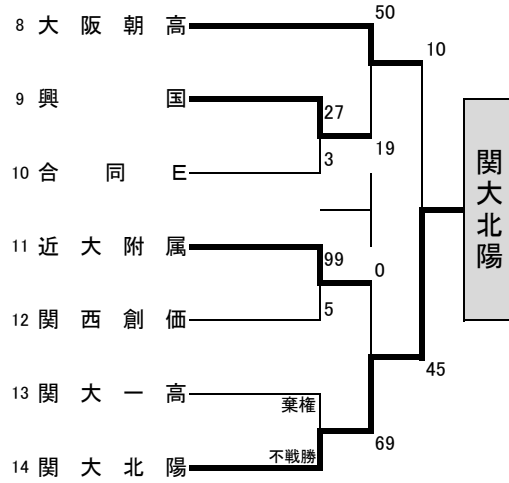 50
8 大阪朝高
10
9 興国
27
19
3
10 合同E
関大北陽
11 近大附属
99
0
5
12 関西創価
45
13 関大一高
棄権
69
不戦勝
14 関大北陽